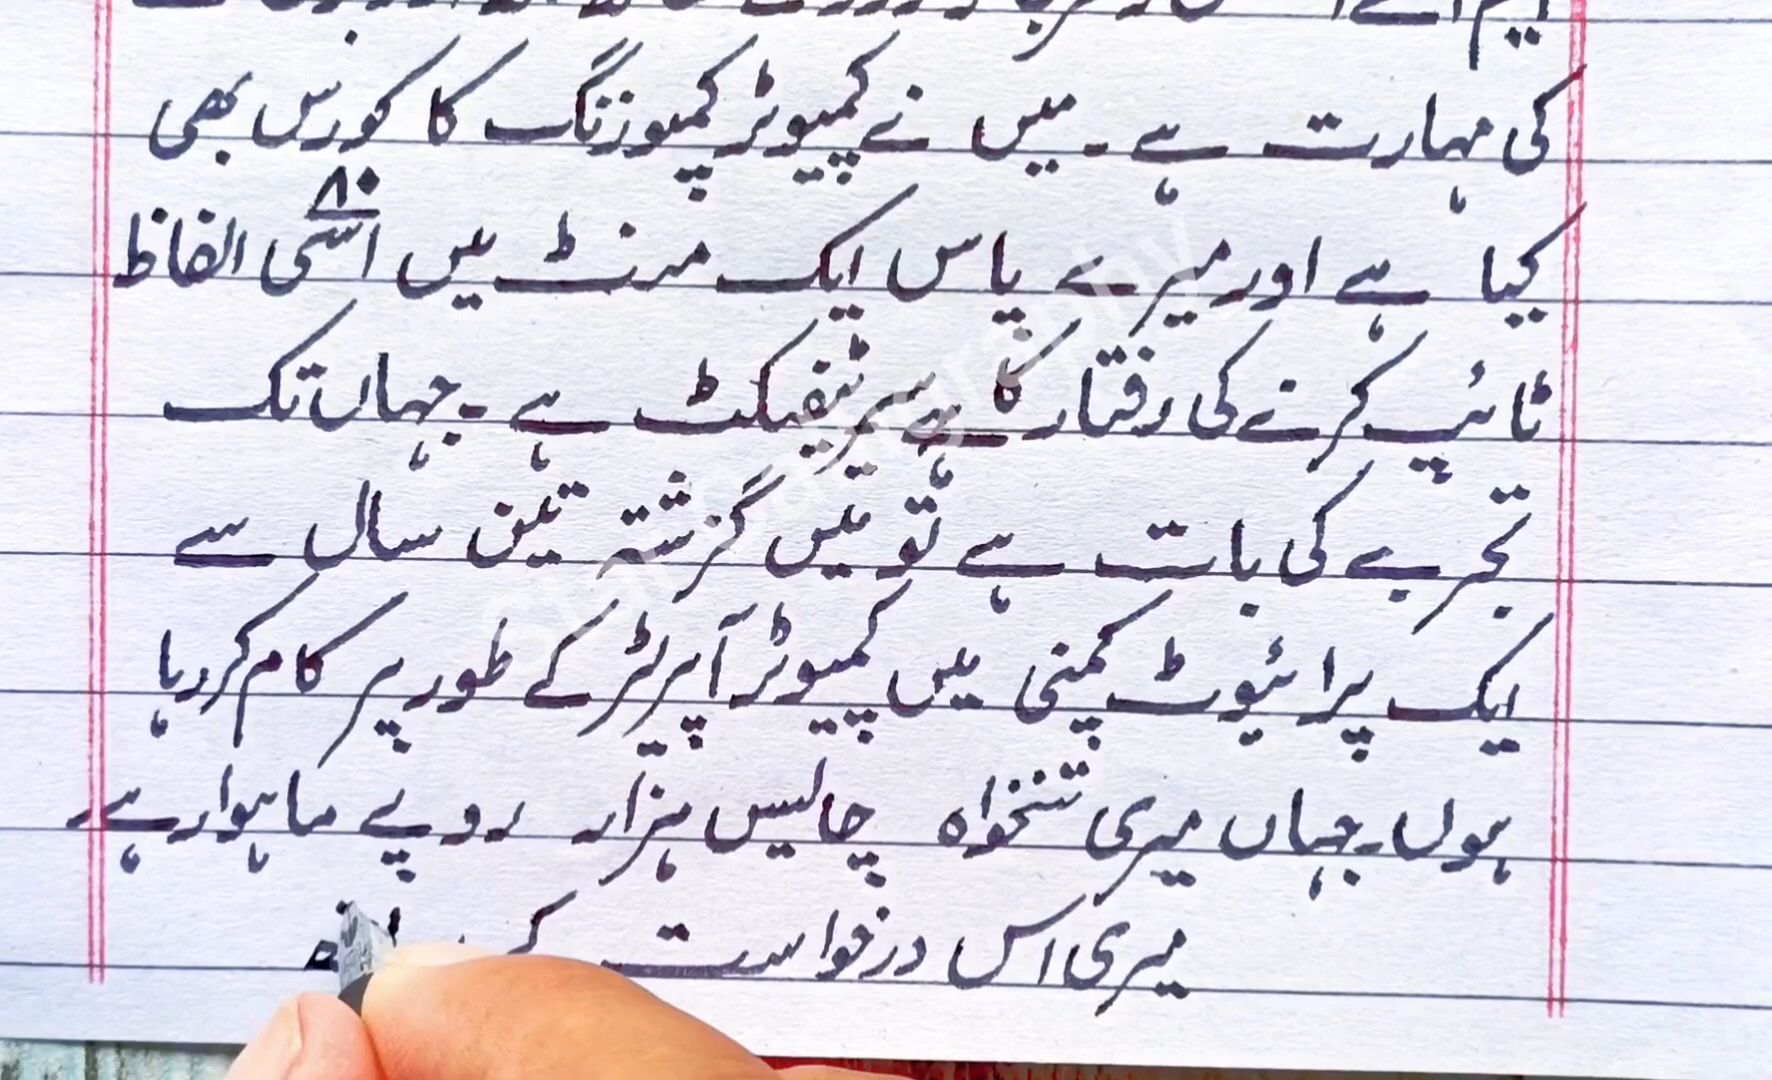 کی مہارت ہے۔ میں نے کمپیوٹر کمپوزنگ کا کورس بھی
کیا ہے اور میرے پاس ایک منٹ میں اسّی ۸۰ الفاظ
ٹائپ کرنے کی رفتار کا سرٹیفکیٹ ہے۔ جہاں تک
تجربے کی بات ہے تو میں گزشتہ تین سال سے
ایک پرائیوٹ کمپنی میں کمپیوٹر آپریٹر کے طور پر کام کر رہا
ہوں۔ جہاں میری تنخواہ چالیس ہزار روپے ماہوار ہے
میری اس درخواست کے